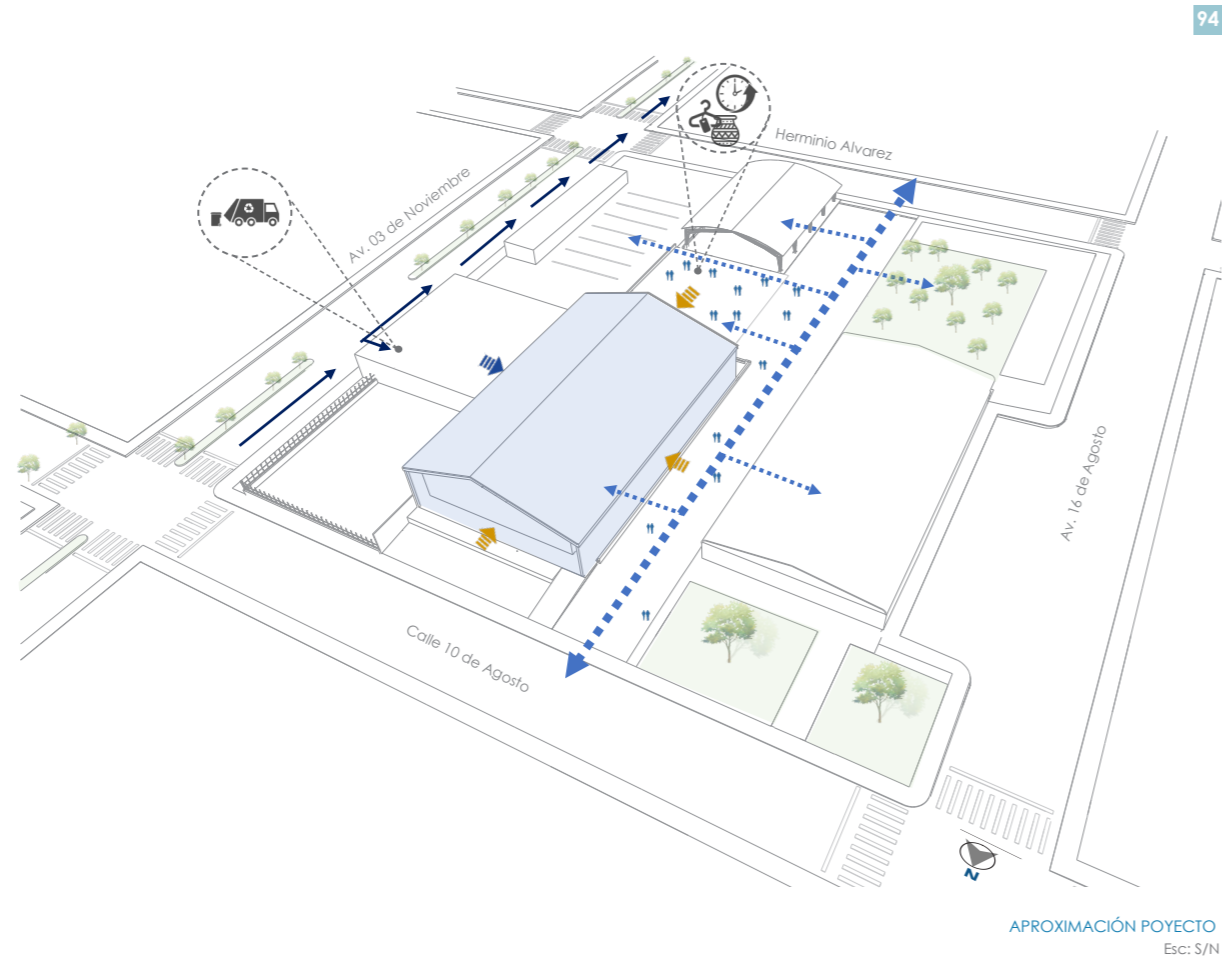 94
Herminio Alvarez
Av. 03 de Noviembre
Av. 16 de Agosto
Calle 10 de Agosto
N
APROXIMACIÓN POYECTO
Esc: S/N